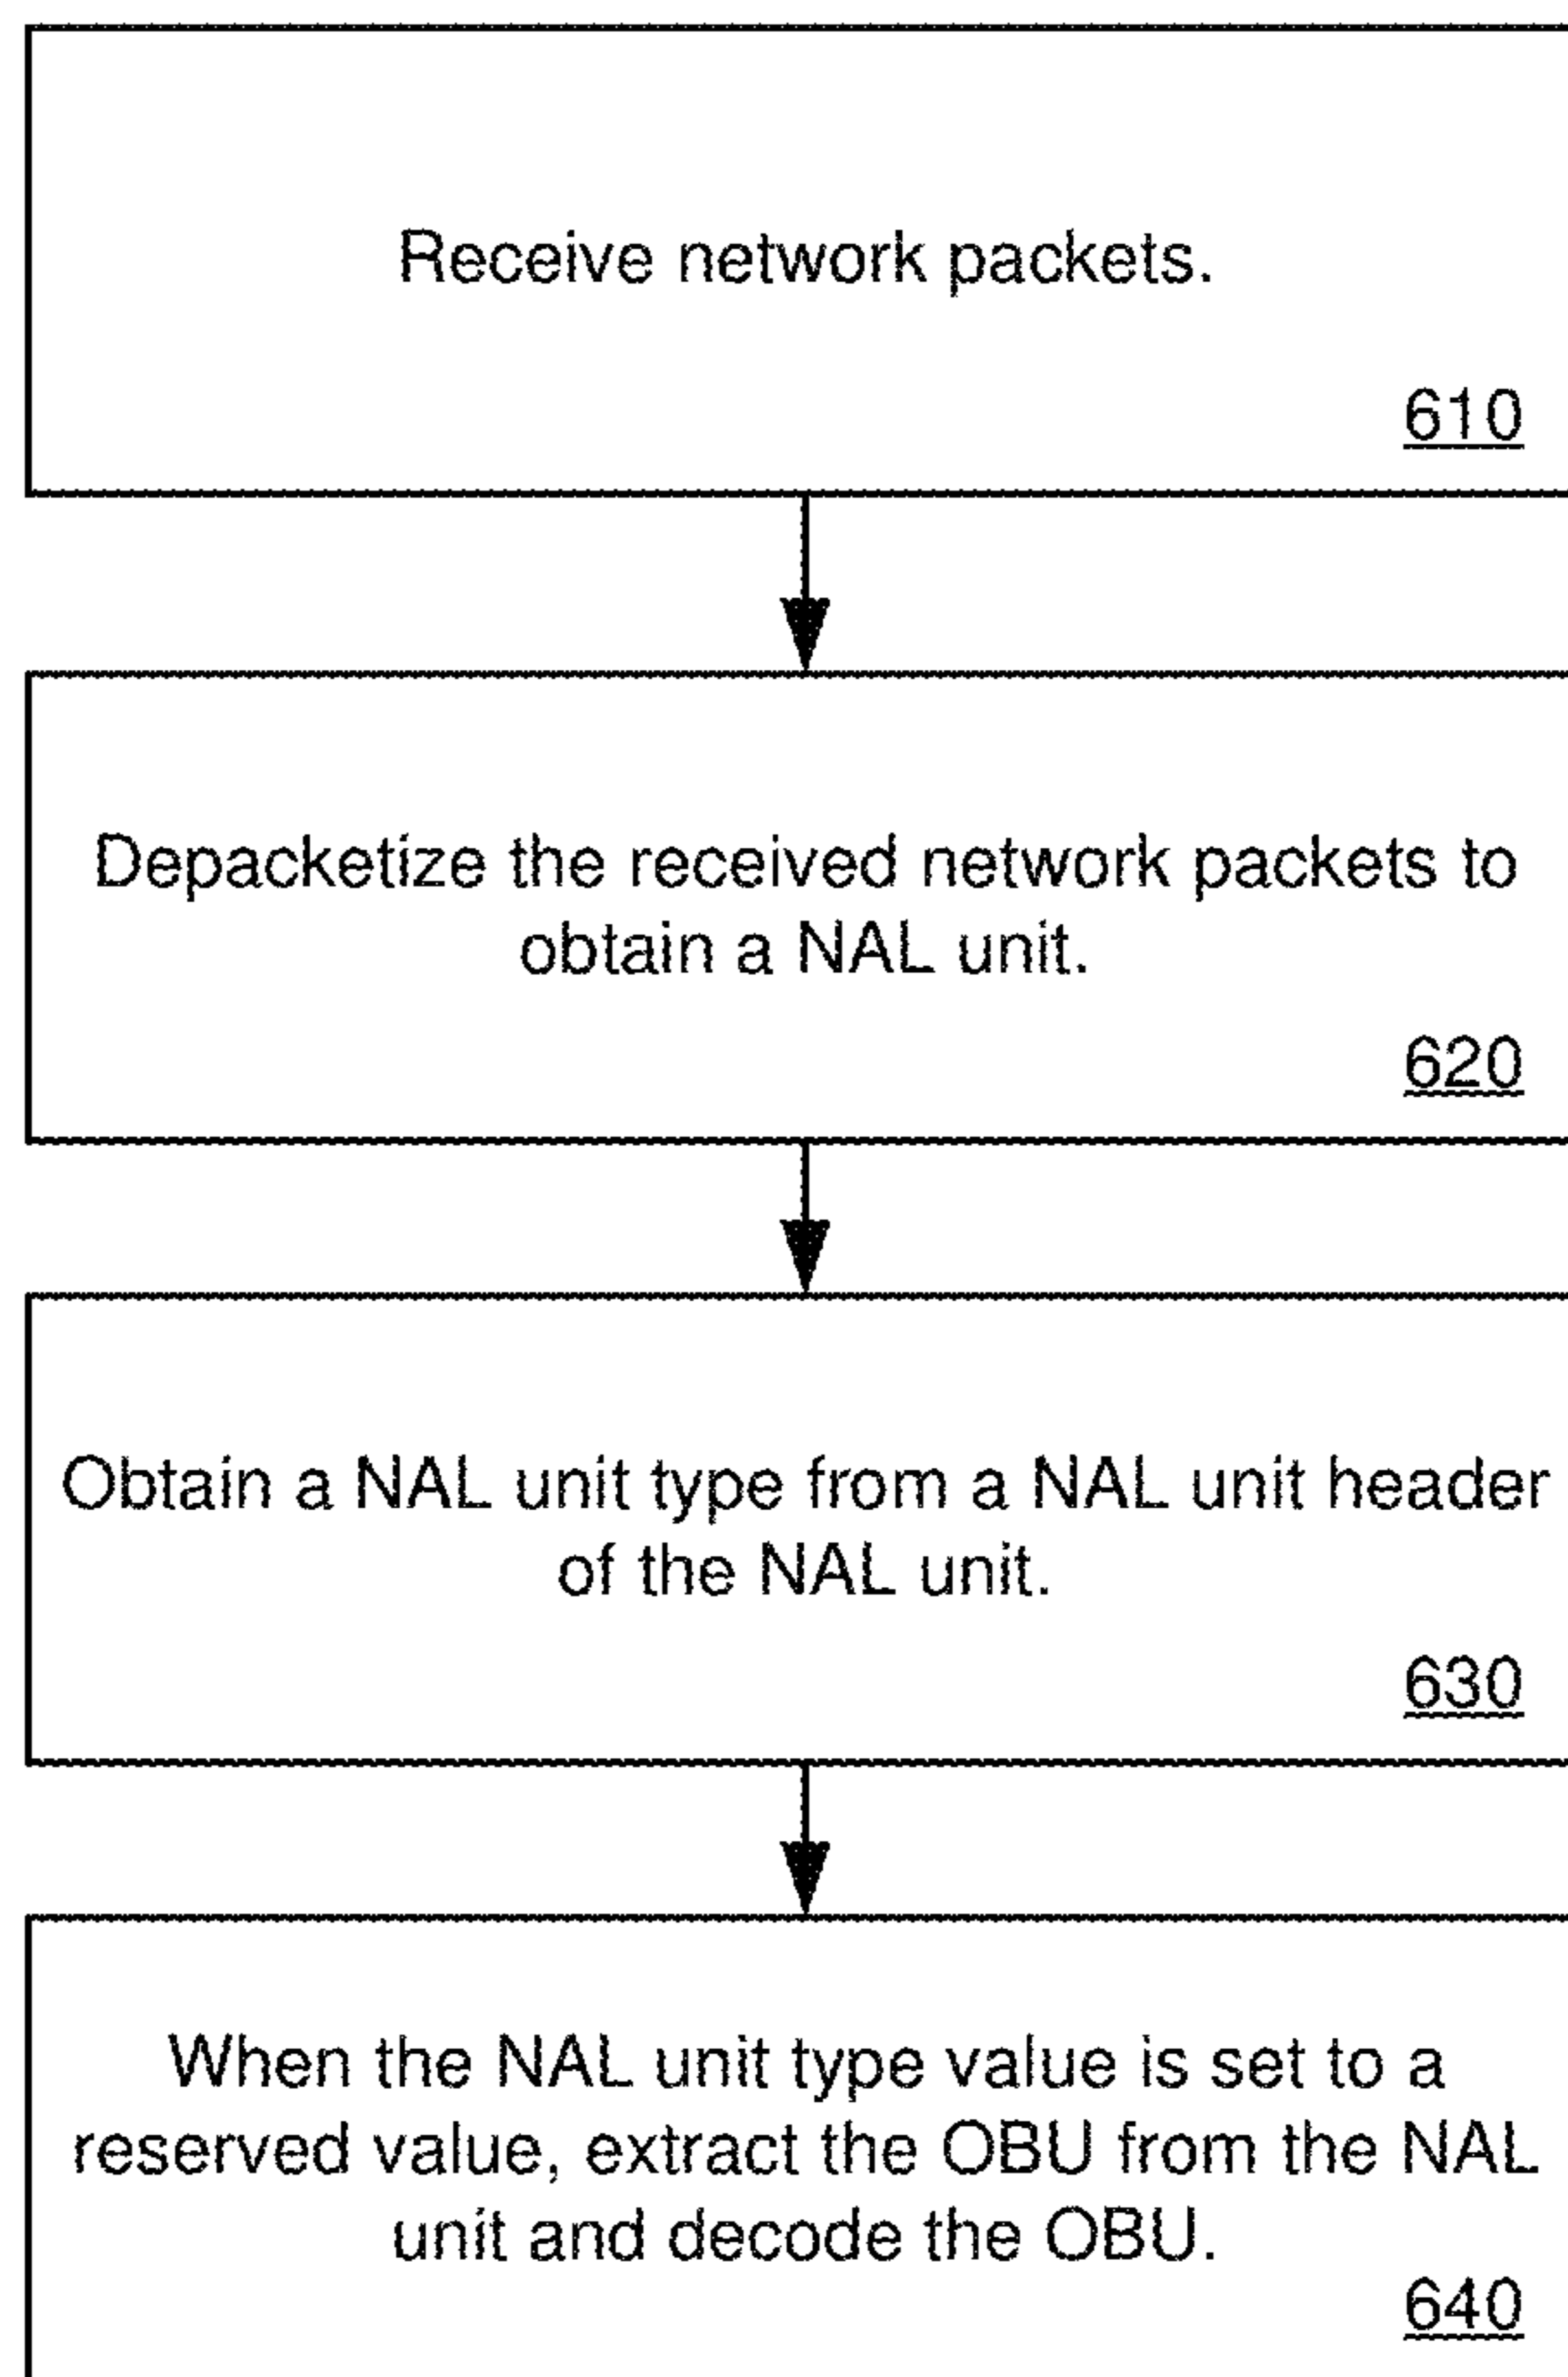 Receive network packets.
610
Depacketize the received network packets to
obtain a NAL unit.
620
Obtain a NAL unit type from a NAL unit header
of the NAL unit.
630
When the NAL unit type value is set to a
reserved value, extract the OBU from the NAL
unit and decode the OBU.
640